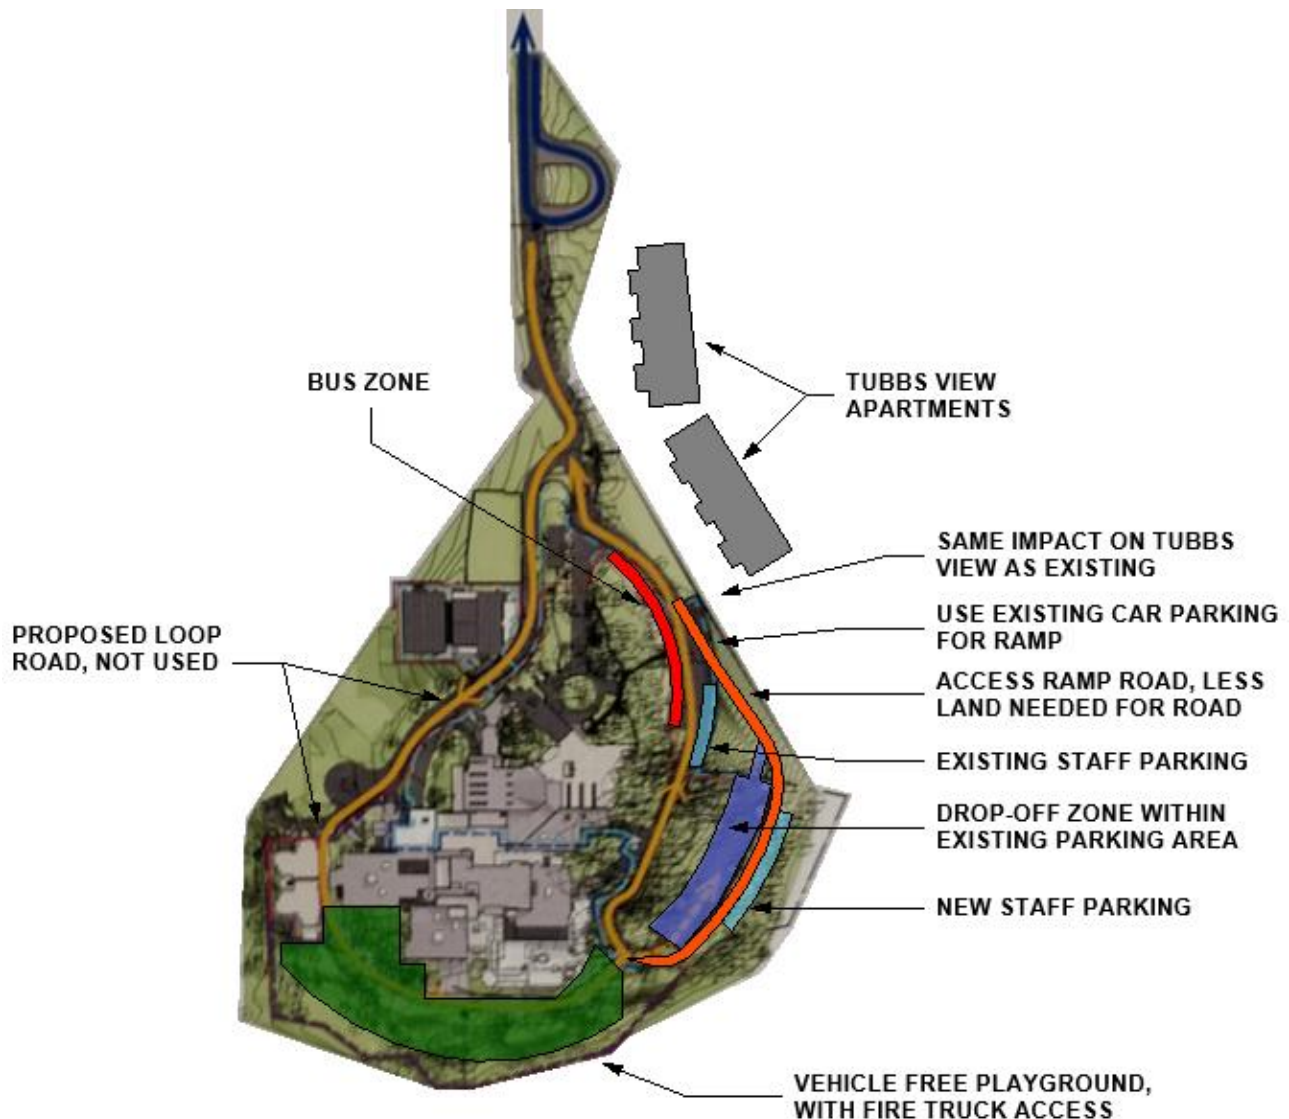 BUS ZONE
TUBBS VIEW
APARTMENTS
SAME IMPACT ON TUBBS
VIEW AS EXISTING
USE EXISTING CAR PARKING
FOR RAMP
PROPOSED LOOP
ROAD, NOT USED
ACCESS RAMP ROAD, LESS
LAND NEEDED FOR ROAD
EXISTING STAFF PARKING
DROP-OFF ZONE WITHIN
EXISTING PARKING AREA
NEW STAFF PARKING
VEHICLE FREE PLAYGROUND,
WITH FIRE TRUCK ACCESS